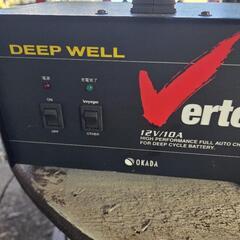 DEEP WELL
電源
充電完了
ON
Voyager
OFF
OTHER
Verte
12V/10A
HIGH PERFORMANCE FULL AUTO CH
FOR DEEP CYCLE BATTERY.
OKADA